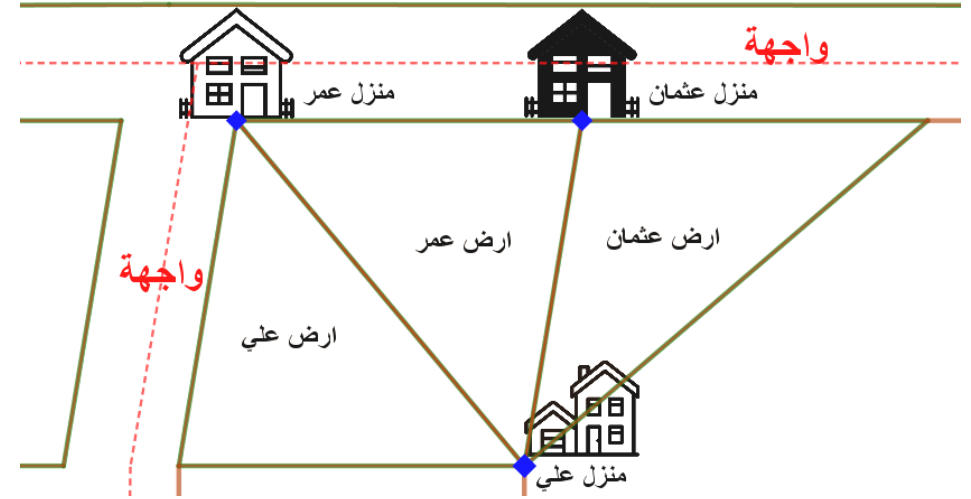 واجهة
منزل عثمان
منزل عمر
ارض عثمان
ارض عمر
واجهة
ارض علي
منزل علي